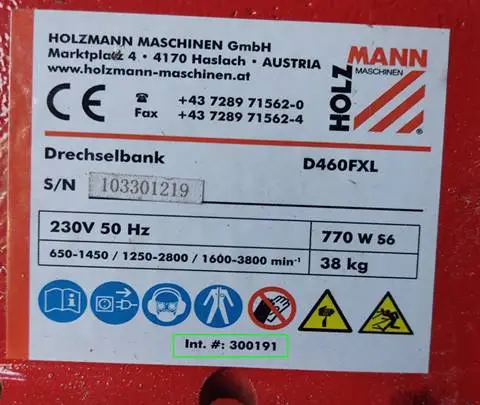 HOLZMANN MASCHINEN GmbH
Marktplatz 4 • 4170 Haslach • AUSTRIA
www.holzmann-maschinen.at
CE
☎ +43 7289 71562-0
Fax +43 7289 71562-4
HOLZ
MANN
MASCHINEN
®
Drechselbank D460FXL
S/N 103301219
230V 50 Hz 770 W S6
650-1450 / 1250-2800 / 1600-3800 min⁻¹ 38 kg
Int. #: 300191